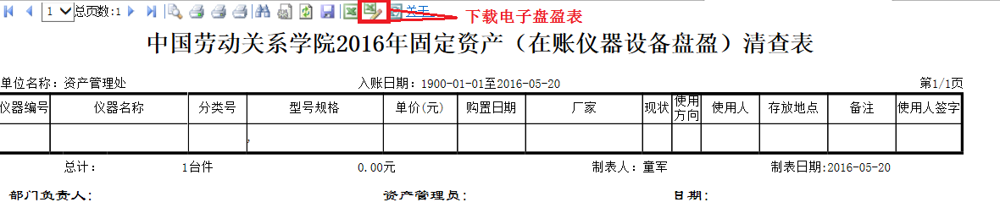 1 总页数:1 关于 下载电子盘盈表
中国劳动关系学院2016年固定资产（在账仪器设备盘盈）清查表
单位名称：资产管理处 入账日期：1900-01-01至2016-05-20 第1/1页
仪器编号 仪器名称 分类号 型号规格 单价(元) 购置日期 厂家 现状 使用方向 使用人 存放地点 备注 使用人签字
,
总计： 1台件 0.00元 制表人：童军 制表日期:2016-05-20
部门负责人： 资产管理员： 日期：